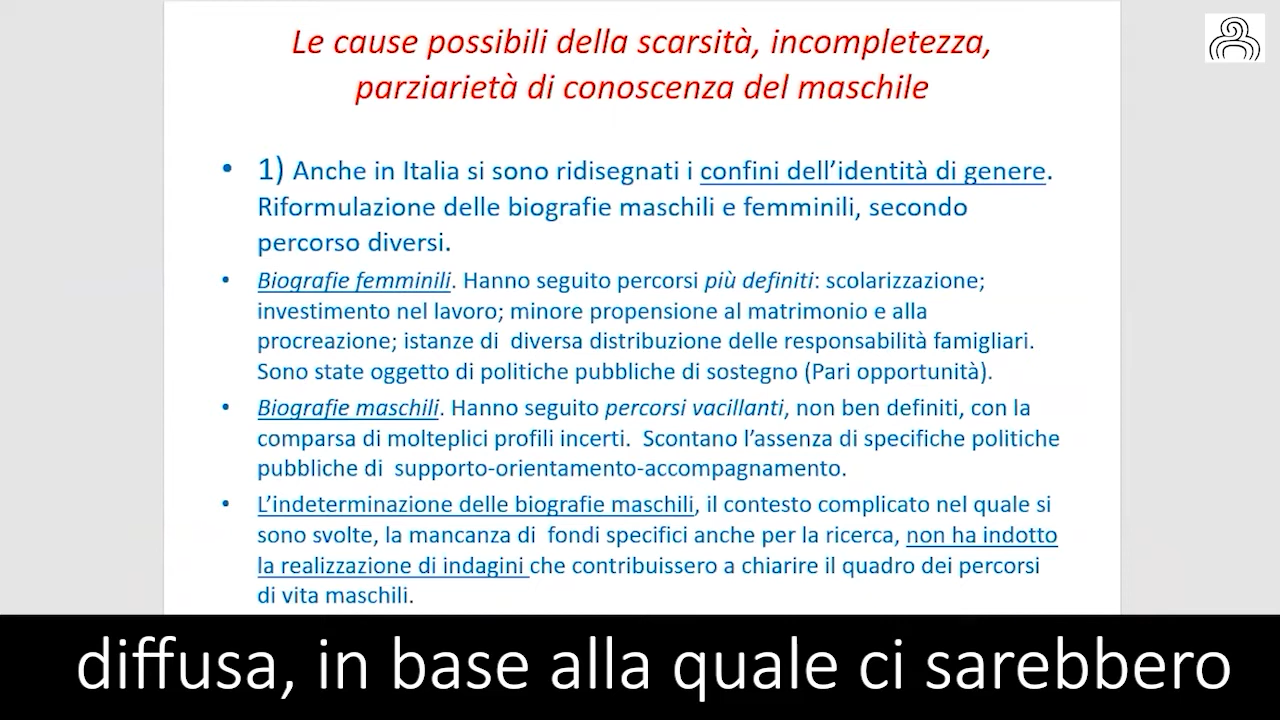 Le cause possibili della scarsità, incompletezza,
parziarietà di conoscenza del maschile
• 1) Anche in Italia si sono ridisegnati i confini dell’identità di genere.
Riformulazione delle biografie maschili e femminili, secondo
percorso diversi.
• Biografie femminili. Hanno seguito percorsi più definiti: scolarizzazione;
investimento nel lavoro; minore propensione al matrimonio e alla
procreazione; istanze di diversa distribuzione delle responsabilità famigliari.
Sono state oggetto di politiche pubbliche di sostegno (Pari opportunità).
• Biografie maschili. Hanno seguito percorsi vacillanti, non ben definiti, con la
comparsa di molteplici profili incerti. Scontano l’assenza di specifiche politiche
pubbliche di supporto-orientamento-accompagnamento.
• L’indeterminazione delle biografie maschili, il contesto complicato nel quale si
sono svolte, la mancanza di fondi specifici anche per la ricerca, non ha indotto
la realizzazione di indagini che contribuissero a chiarire il quadro dei percorsi
di vita maschili.
diffusa, in base alla quale ci sarebbero